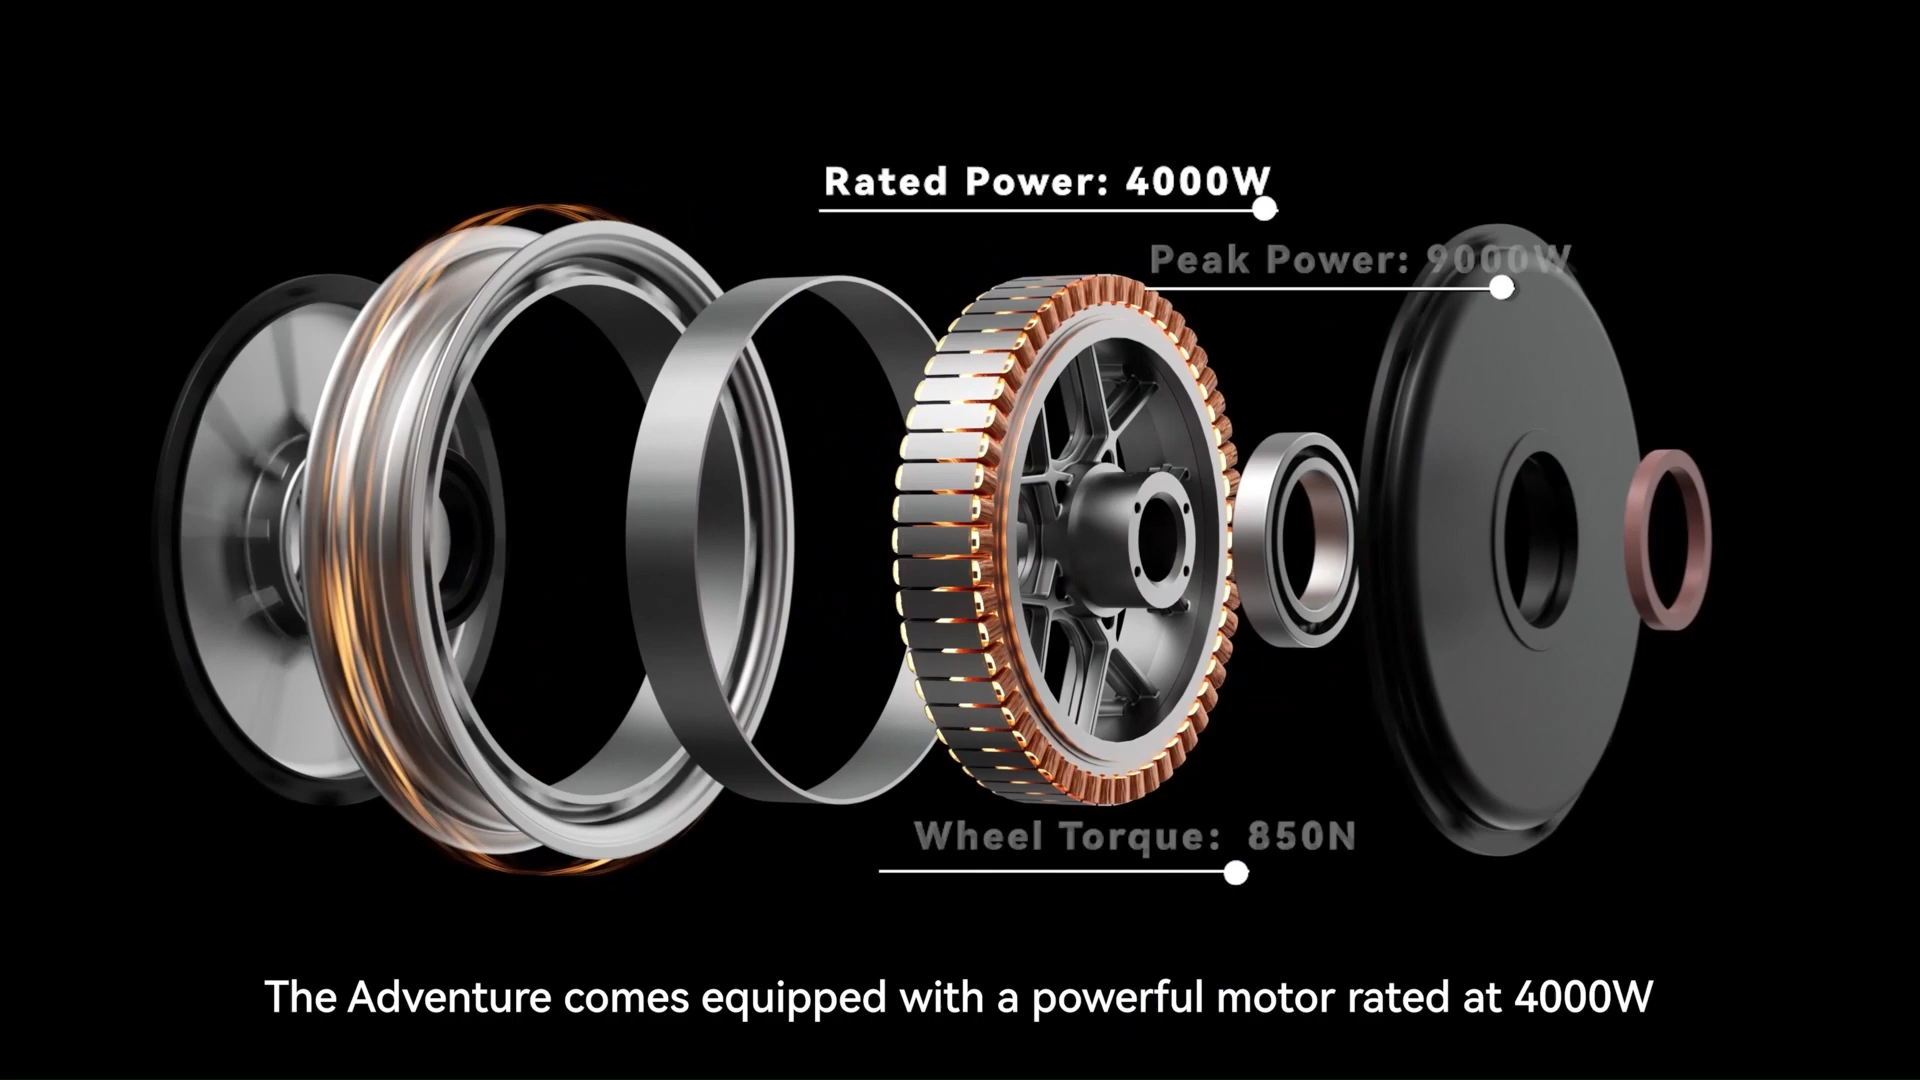 Rated Power: 4000W
Peak Power: 9000W
Wheel Torque: 850N
The Adventure comes equipped with a powerful motor rated at 4000W